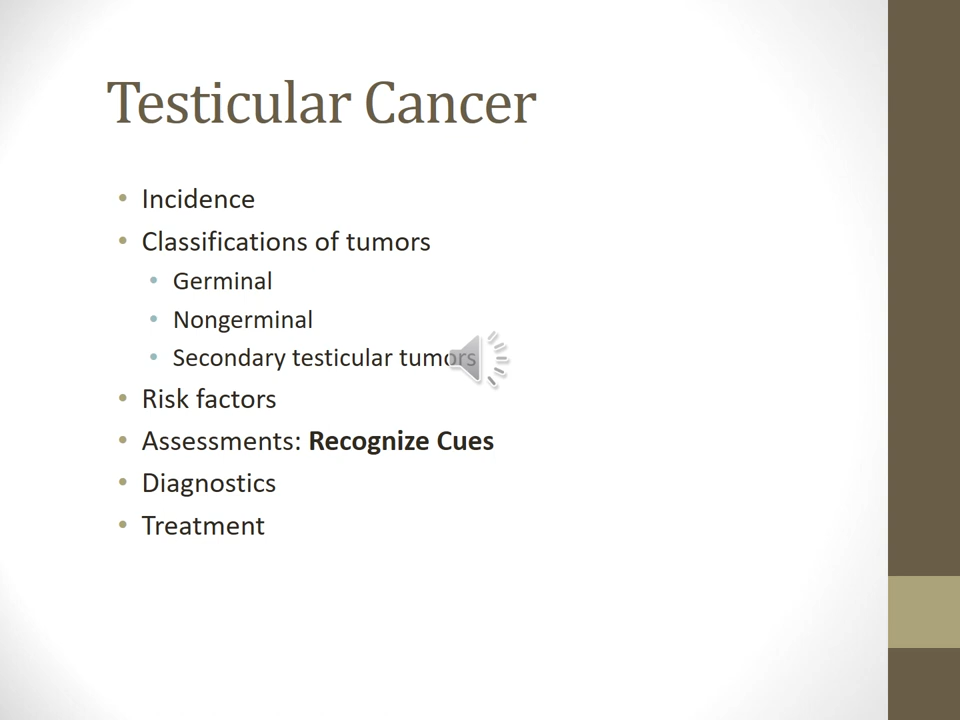 Testicular Cancer
• Incidence
• Classifications of tumors
• Germinal
• Nongerminal
• Secondary testicular tumors
• Risk factors
• Assessments: Recognize Cues
• Diagnostics
• Treatment